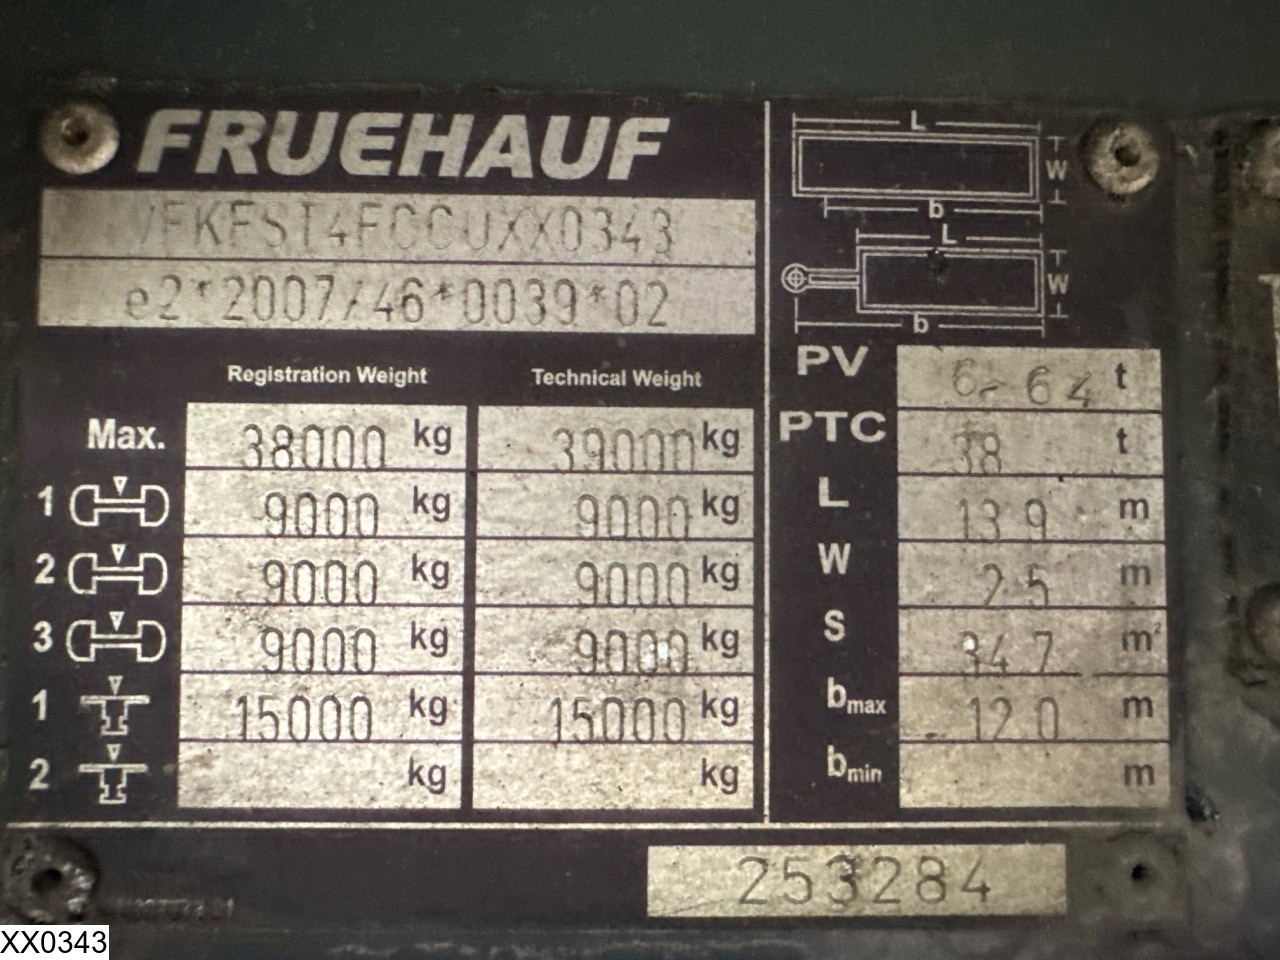 FRUEHAUF
VFKFST4FCCUXX0343
e2*2007/46*0039*02
Registration Weight Technical Weight
Max. 38000 kg 39000 kg
1 9000 kg 9000 kg
2 9000 kg 9000 kg
3 9000 kg 9000 kg
1 15000 kg 15000 kg
2 kg kg
L
W
b
L
W
b
PV 6-64 t
PTC 38 t
L 13 9 m
W 2 5 m
S 34 7 m²
bmax 12.0 m
bmin m
253284
XX0343